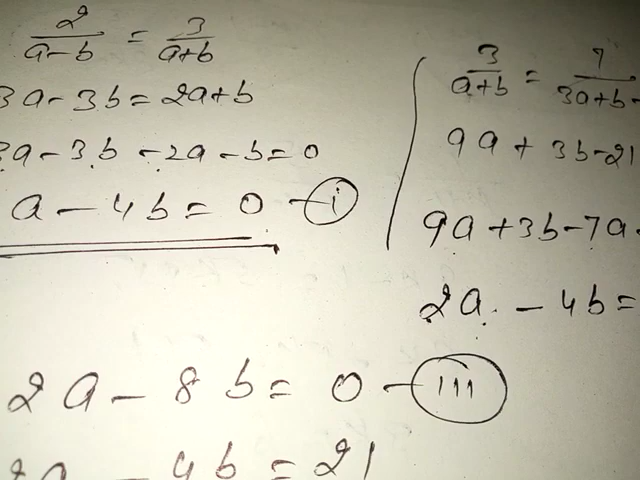 2/(a-b) = 3/(a+b)
3a - 3b = 2a + b
3a - 3b - 2a - b = 0
a - 4b = 0 - (i)
3/(a+b) = 7/(3a+b-
9a + 3b - 21
9a + 3b - 7a
2a - 4b =
2a - 8b = 0 - (iii)
2a - 4b = 21